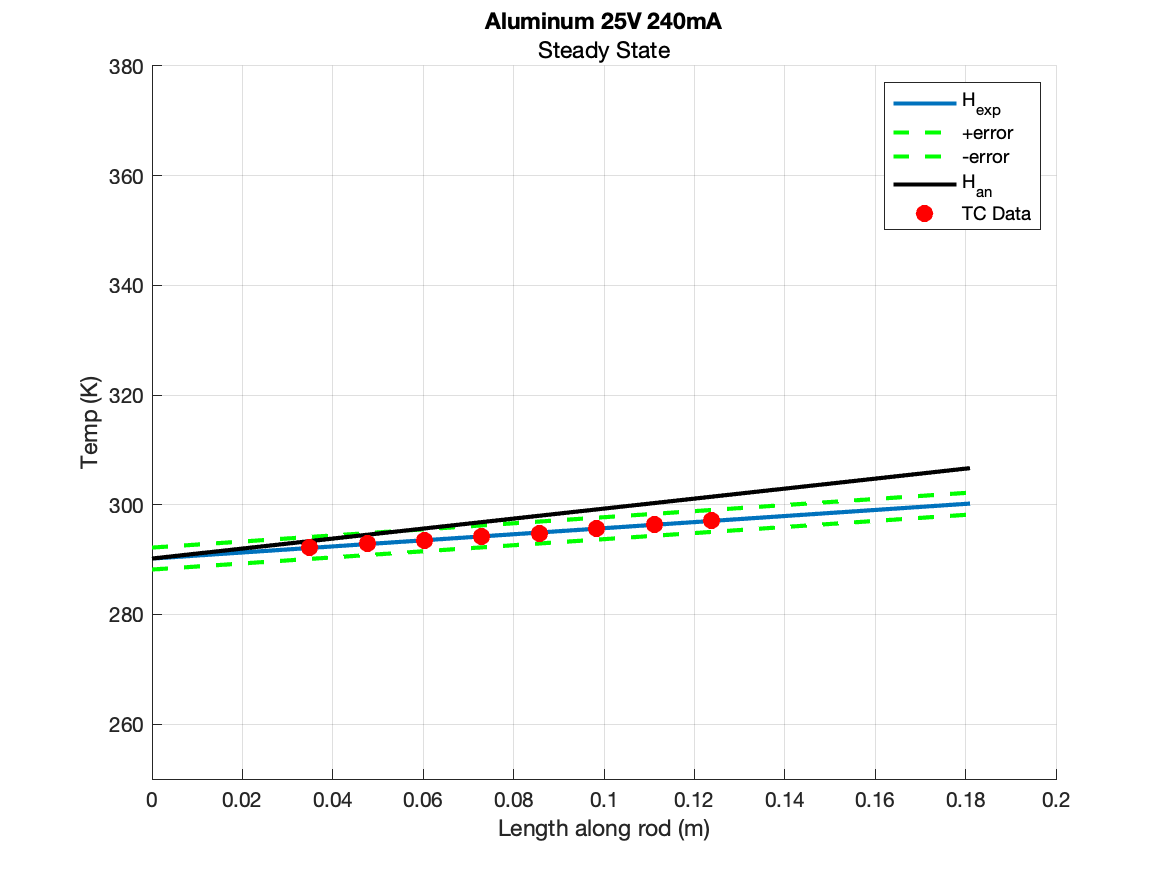 Aluminum 25V 240mA
Steady State
380
360
340
320
300
280
260
Temp (K)
0 0.02 0.04 0.06 0.08 0.1 0.12 0.14 0.16 0.18 0.2
Length along rod (m)
H_exp
+error
-error
H_an
TC Data